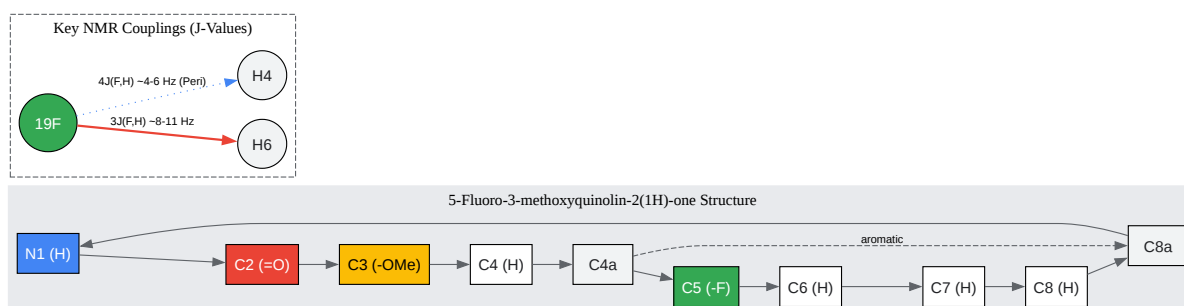 Key NMR Couplings (J-Values)
19F
4J(F,H) ~4-6 Hz (Peri)
H4
3J(F,H) ~8-11 Hz
H6
5-Fluoro-3-methoxyquinolin-2(1H)-one Structure
N1 (H)
C2 (=O)
C3 (-OMe)
C4 (H)
C4a
aromatic
C8a
C5 (-F)
C6 (H)
C7 (H)
C8 (H)